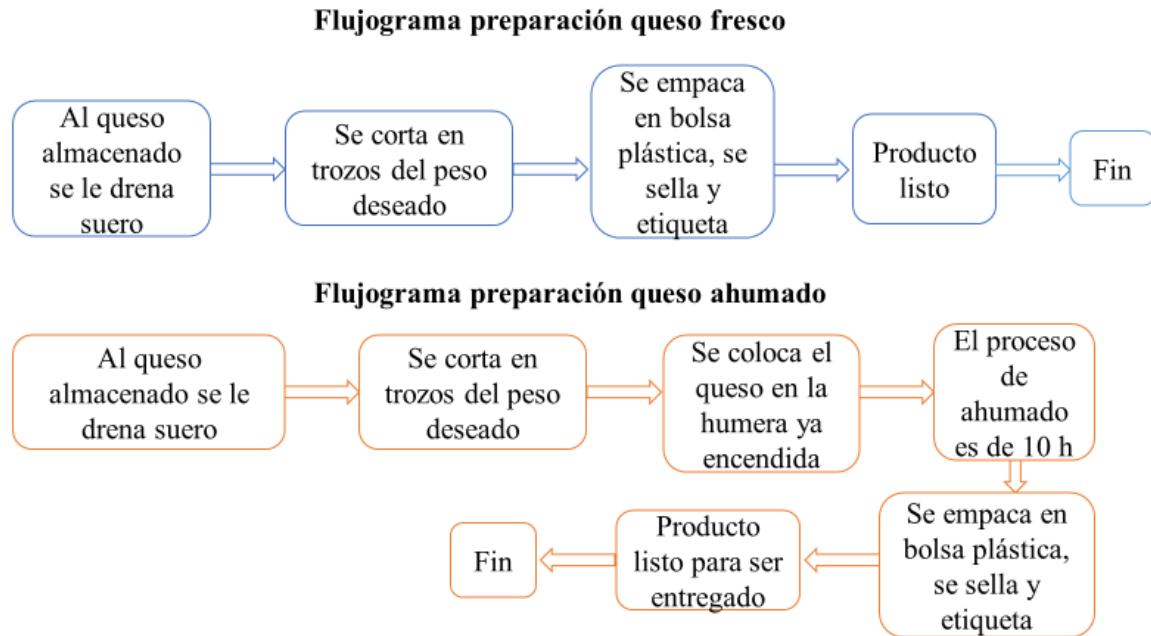 Flujograma preparación queso fresco
Al queso
almacenado
se le drena
suero
Se corta en
trozos del peso
deseado
Se empaca
en bolsa
plástica, se
sella y
etiqueta
Producto
listo
Fin
Flujograma preparación queso ahumado
Al queso
almacenado se le
drena suero
Se corta en
trozos del peso
deseado
Se coloca el
queso en la
humera ya
encendida
El proceso
de
ahumado
es de 10 h
Se empaca en
bolsa plástica,
se sella y
etiqueta
Producto
listo para ser
entregado
Fin